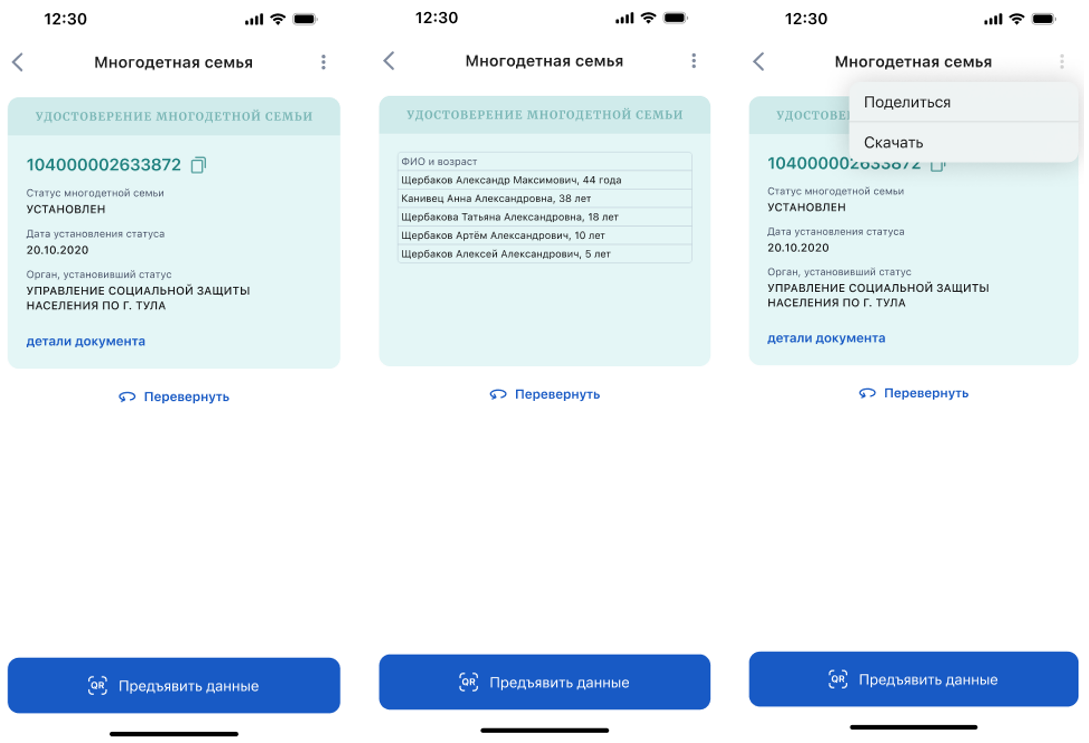 12:30
Многодетная семья
УДОСТОВЕРЕНИЕ МНОГОДЕТНОЙ СЕМЬИ
104000002633872
Статус многодетной семьи
УСТАНОВЛЕН
Дата установления статуса
20.10.2020
Орган, установивший статус
УПРАВЛЕНИЕ СОЦИАЛЬНОЙ ЗАЩИТЫ
НАСЕЛЕНИЯ ПО Г. ТУЛА
детали документа
Перевернуть
QR Предъявить данные
12:30
Многодетная семья
УДОСТОВЕРЕНИЕ МНОГОДЕТНОЙ СЕМЬИ
ФИО и возраст
Щербаков Александр Максимович, 44 года
Канивец Анна Александровна, 38 лет
Щербакова Татьяна Александровна, 18 лет
Щербаков Артём Александрович, 10 лет
Щербаков Алексей Александрович, 5 лет
Перевернуть
QR Предъявить данные
12:30
Многодетная семья
Поделиться
Скачать
УДОСТОВЕ
104000002633872
Статус многодетной семьи
УСТАНОВЛЕН
Дата установления статуса
20.10.2020
Орган, установивший статус
УПРАВЛЕНИЕ СОЦИАЛЬНОЙ ЗАЩИТЫ
НАСЕЛЕНИЯ ПО Г. ТУЛА
детали документа
Перевернуть
QR Предъявить данные